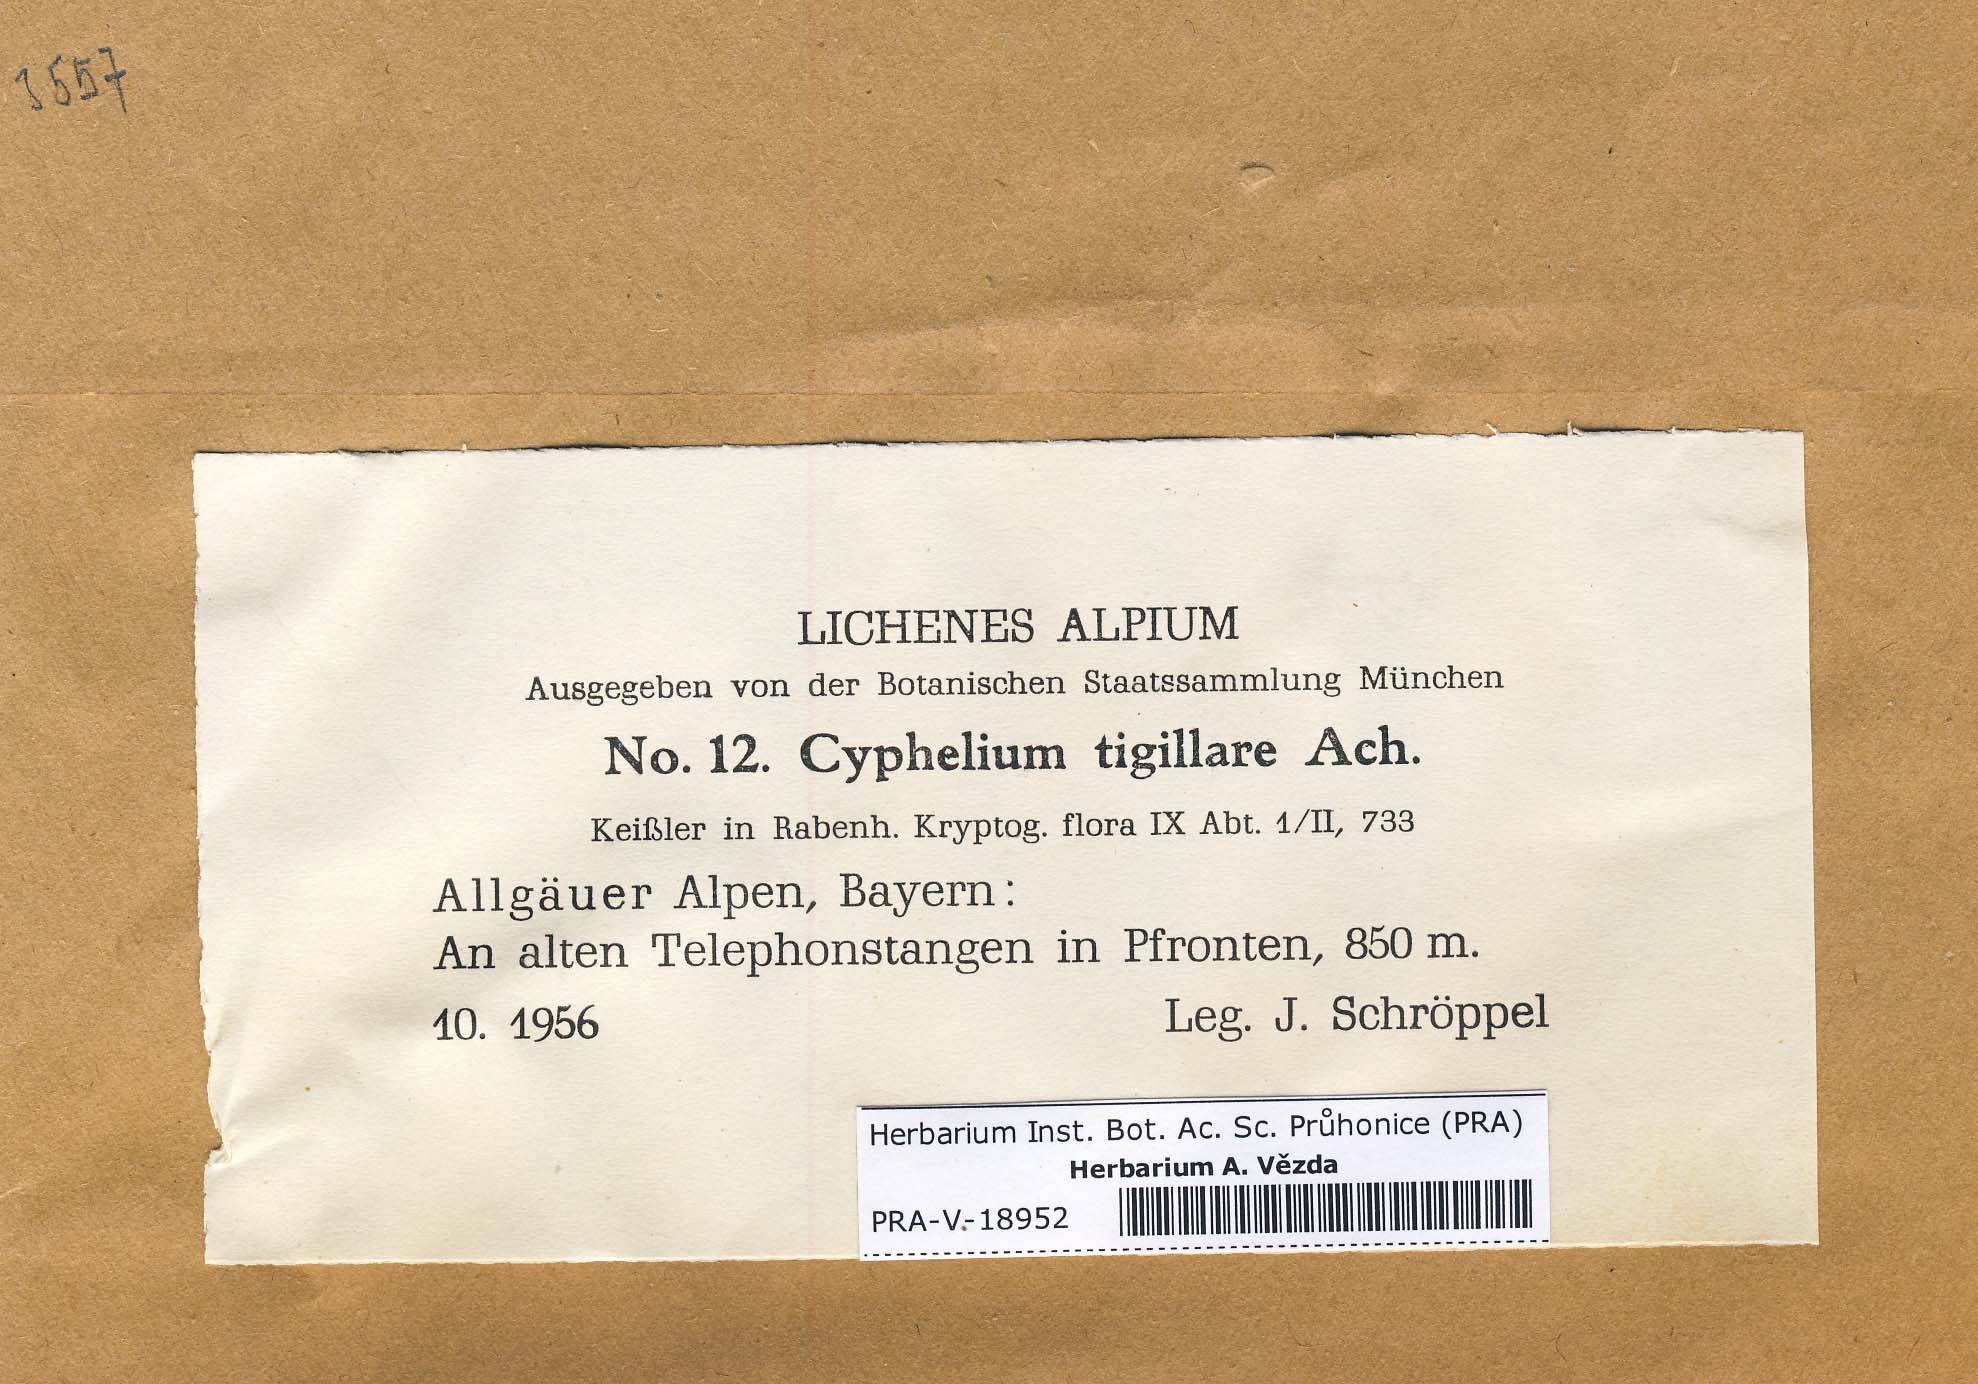 3557
LICHENES ALPIUM
Ausgegeben von der Botanischen Staatssammlung München
No. 12. Cyphelium tigillare Ach.
Keißler in Rabenh. Kryptog. flora IX Abt. 1/II, 733
Allgäuer Alpen, Bayern:
An alten Telephonstangen in Pfronten, 850 m.
10. 1956 Leg. J. Schröppel
Herbarium Inst. Bot. Ac. Sc. Průhonice (PRA)
Herbarium A. Vězda
PRA-V.-18952